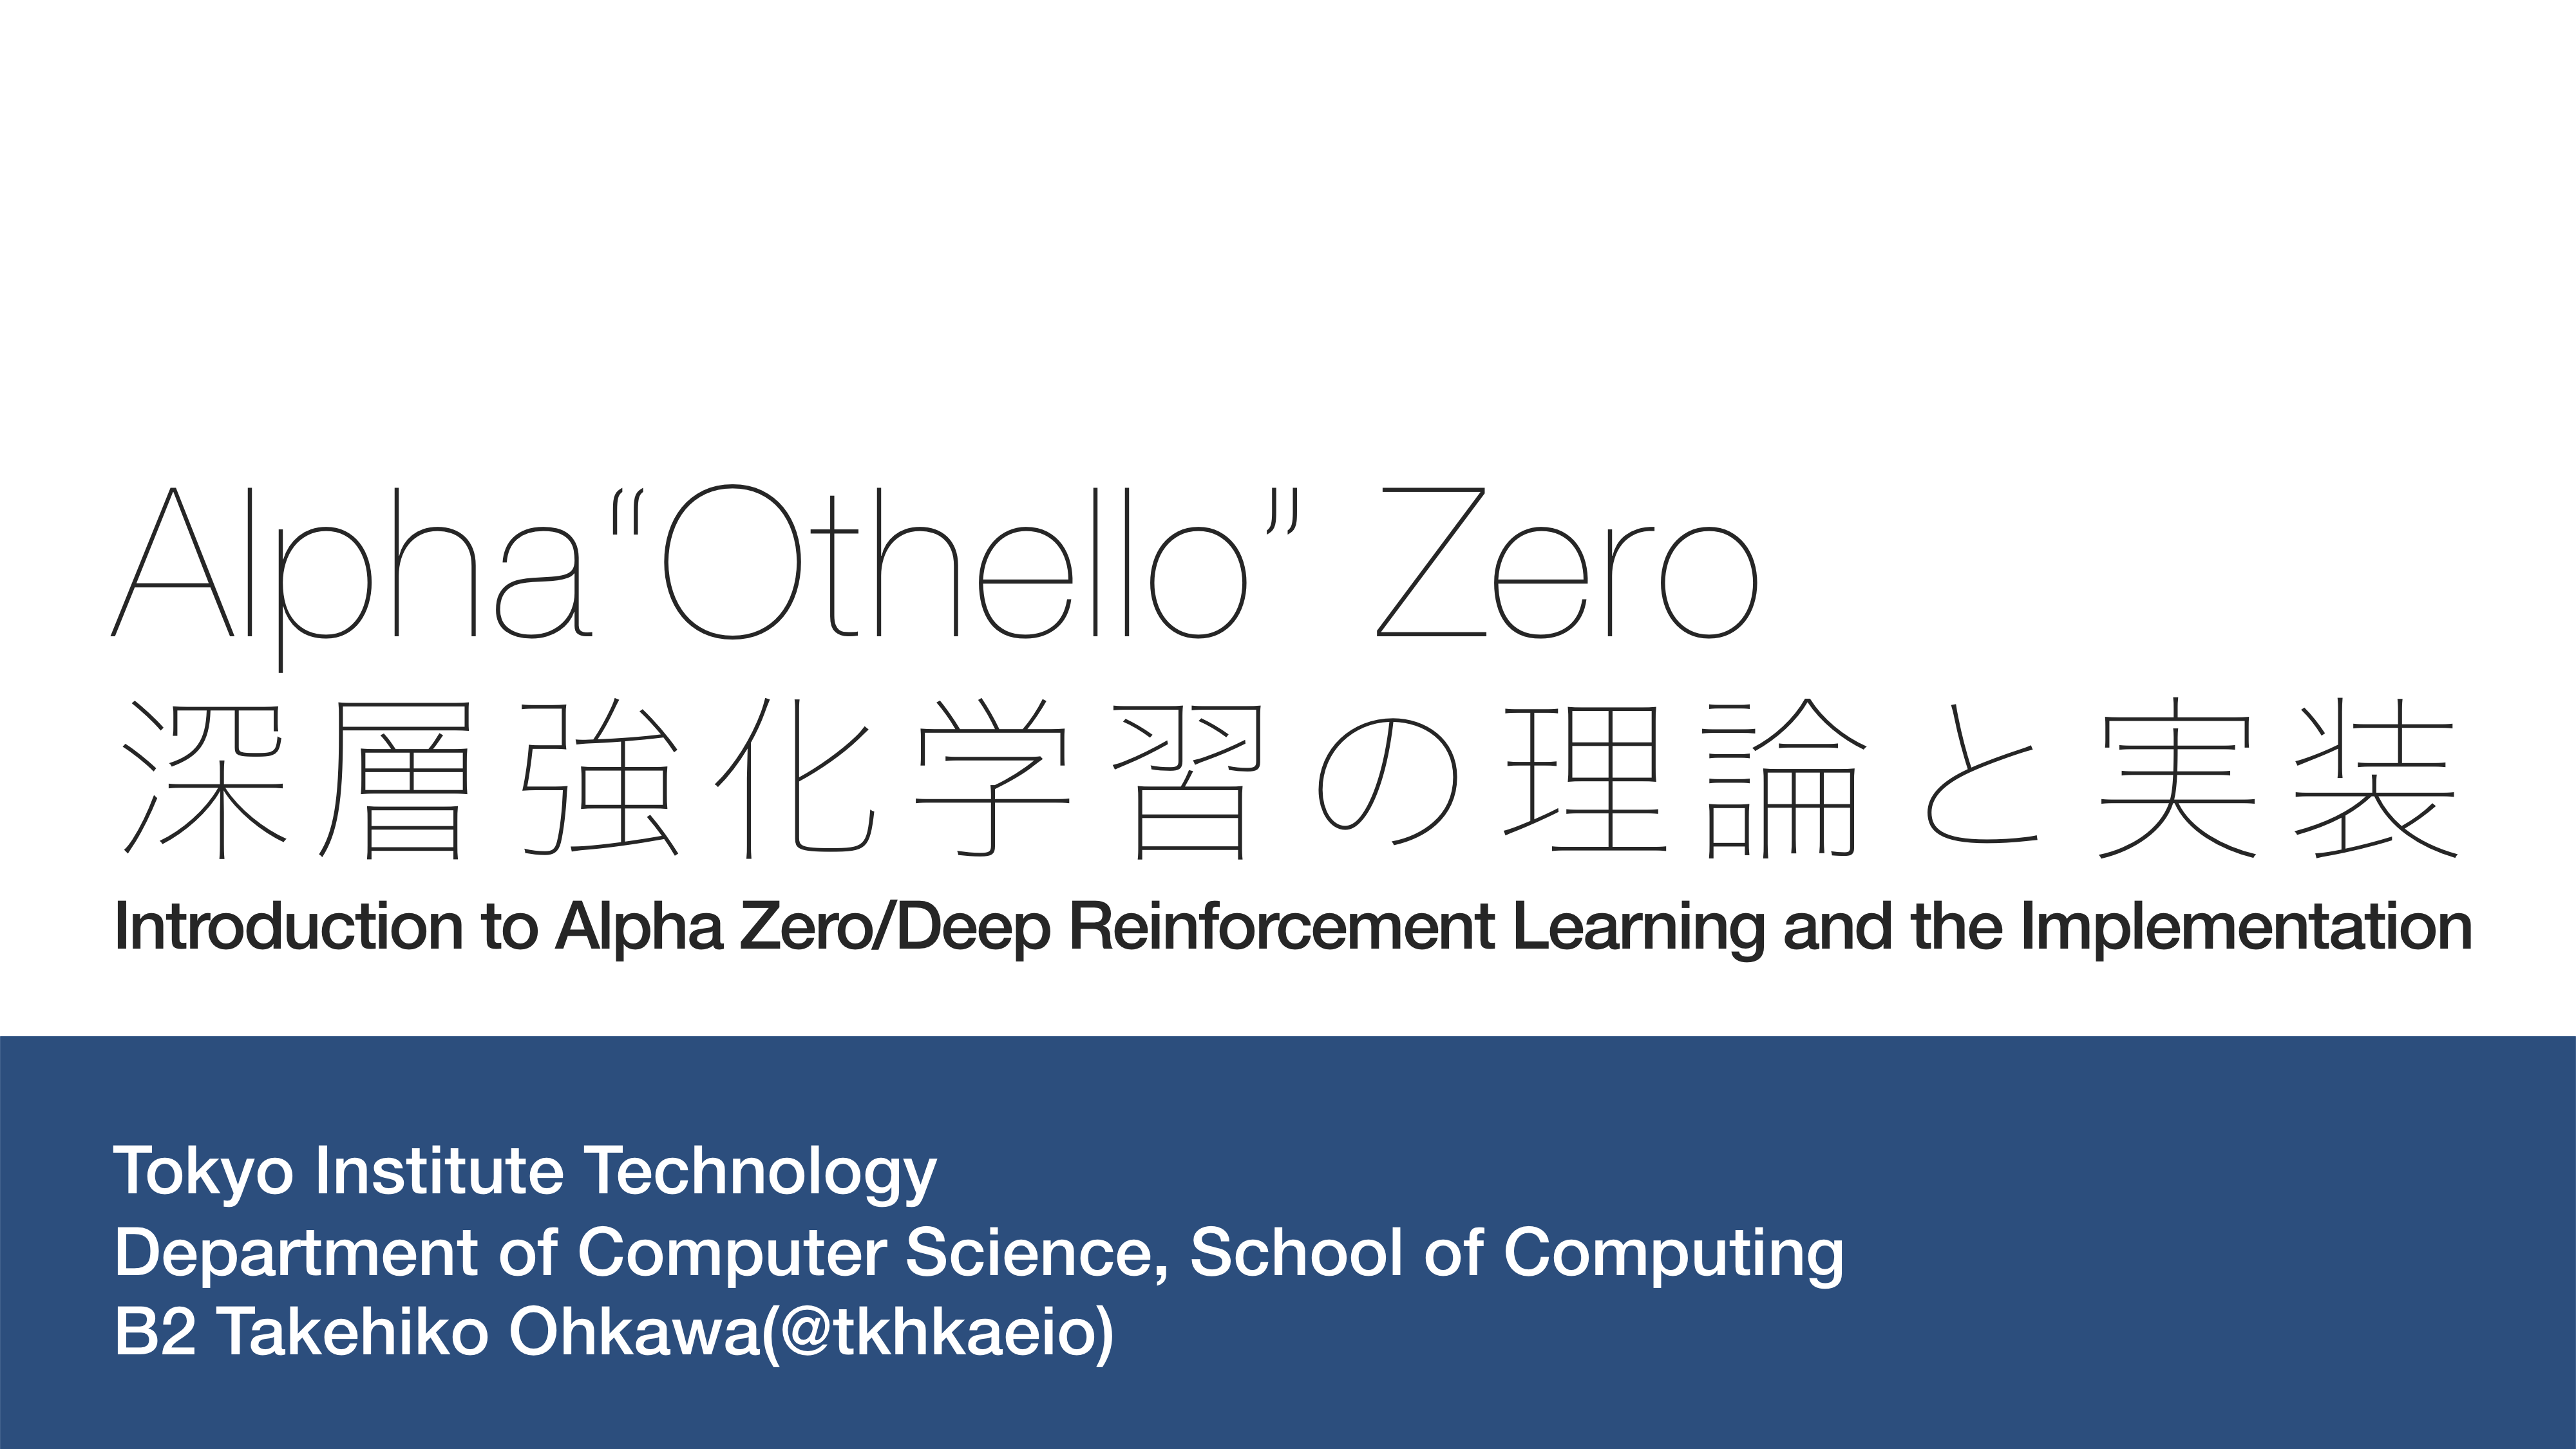 Alpha“Othello” Zero
深層強化学習の理論と実装
Introduction to Alpha Zero/Deep Reinforcement Learning and the Implementation
Tokyo Institute Technology
Department of Computer Science, School of Computing
B2 Takehiko Ohkawa(@tkhkaeio)